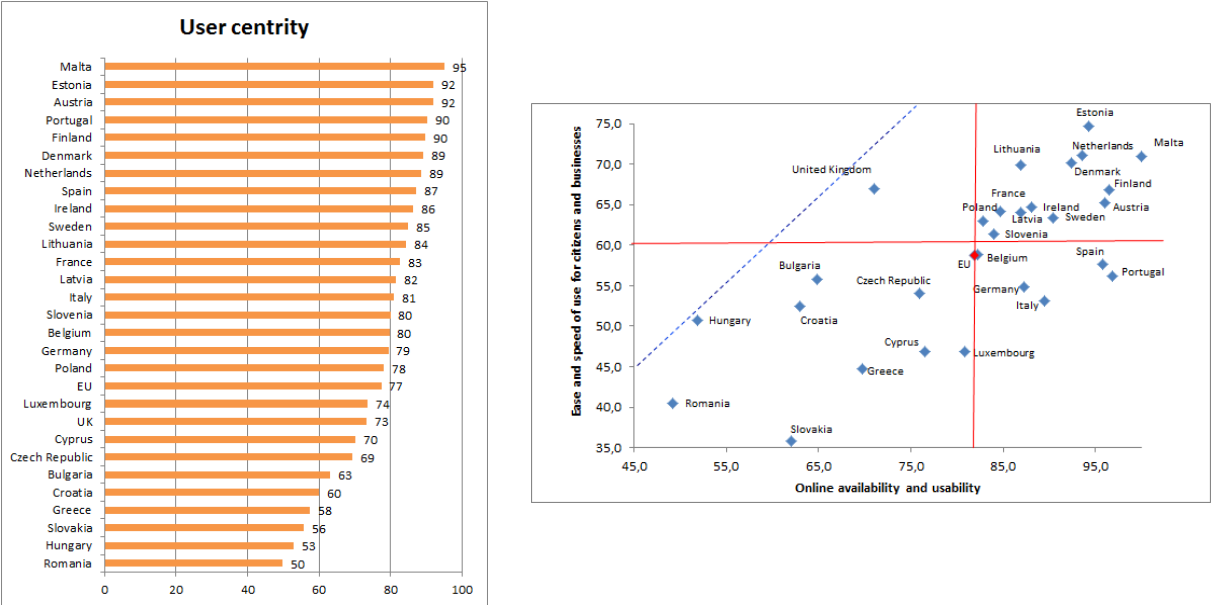 User centrity
Malta 95
Estonia 92
Austria 92
Portugal 90
Finland 90
Denmark 89
Netherlands 89
Spain 87
Ireland 86
Sweden 85
Lithuania 84
France 83
Latvia 82
Italy 81
Slovenia 80
Belgium 80
Germany 79
Poland 78
EU 77
Luxembourg 74
UK 73
Cyprus 70
Czech Republic 69
Bulgaria 63
Croatia 60
Greece 58
Slovakia 56
Hungary 53
Romania 50
0 20 40 60 80 100
Ease and speed of use for citizens and businesses
75,0
70,0
65,0
60,0
55,0
50,0
45,0
40,0
35,0
Estonia
Lithuania
Netherlands
Malta
United Kingdom
Denmark
Finland
France
Poland
Ireland
Austria
Latvia
Sweden
Slovenia
Spain
Bulgaria
EU
Belgium
Portugal
Czech Republic
Germany
Italy
Hungary
Croatia
Cyprus
Luxembourg
Greece
Romania
Slovakia
45,0 55,0 65,0 75,0 85,0 95,0
Online availability and usability